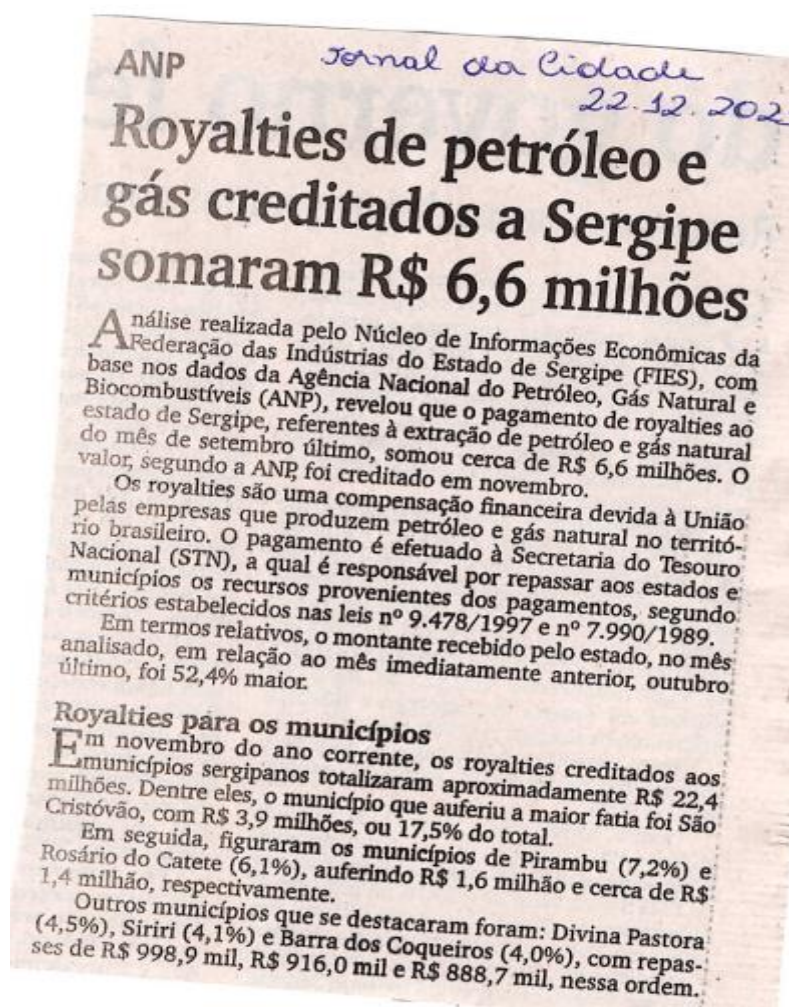 ANP
Jornal da Cidade
22.12.202
Royalties de petróleo e
gás creditados a Sergipe
somaram R$ 6,6 milhões
Análise realizada pelo Núcleo de Informações Econômicas da
Federação das Indústrias do Estado de Sergipe (FIES), com
base nos dados da Agência Nacional do Petróleo, Gás Natural e
Biocombustíveis (ANP), revelou que o pagamento de royalties ao
estado de Sergipe, referentes à extração de petróleo e gás natural
do mês de setembro último, somou cerca de R$ 6,6 milhões. O
valor, segundo a ANP, foi creditado em novembro.
Os royalties são uma compensação financeira devida à União
pelas empresas que produzem petróleo e gás natural no territó-
rio brasileiro. O pagamento é efetuado à Secretaria do Tesouro
Nacional (STN), a qual é responsável por repassar aos estados e
municípios os recursos provenientes dos pagamentos, segundo
critérios estabelecidos nas leis nº 9.478/1997 e nº 7.990/1989.
Em termos relativos, o montante recebido pelo estado, no mês
analisado, em relação ao mês imediatamente anterior, outubro
último, foi 52,4% maior.
Royalties para os municípios
Em novembro do ano corrente, os royalties creditados aos
municípios sergipanos totalizaram aproximadamente R$ 22,4
milhões. Dentre eles, o município que auferiu a maior fatia foi São
Cristóvão, com R$ 3,9 milhões, ou 17,5% do total.
Em seguida, figuraram os municípios de Pirambu (7,2%) e
Rosário do Catete (6,1%), auferindo R$ 1,6 milhão e cerca de R$
1,4 milhão, respectivamente.
Outros municípios que se destacaram foram: Divina Pastora
(4,5%), Siriri (4,1%) e Barra dos Coqueiros (4,0%), com repas-
ses de R$ 998,9 mil, R$ 916,0 mil e R$ 888,7 mil, nessa ordem.